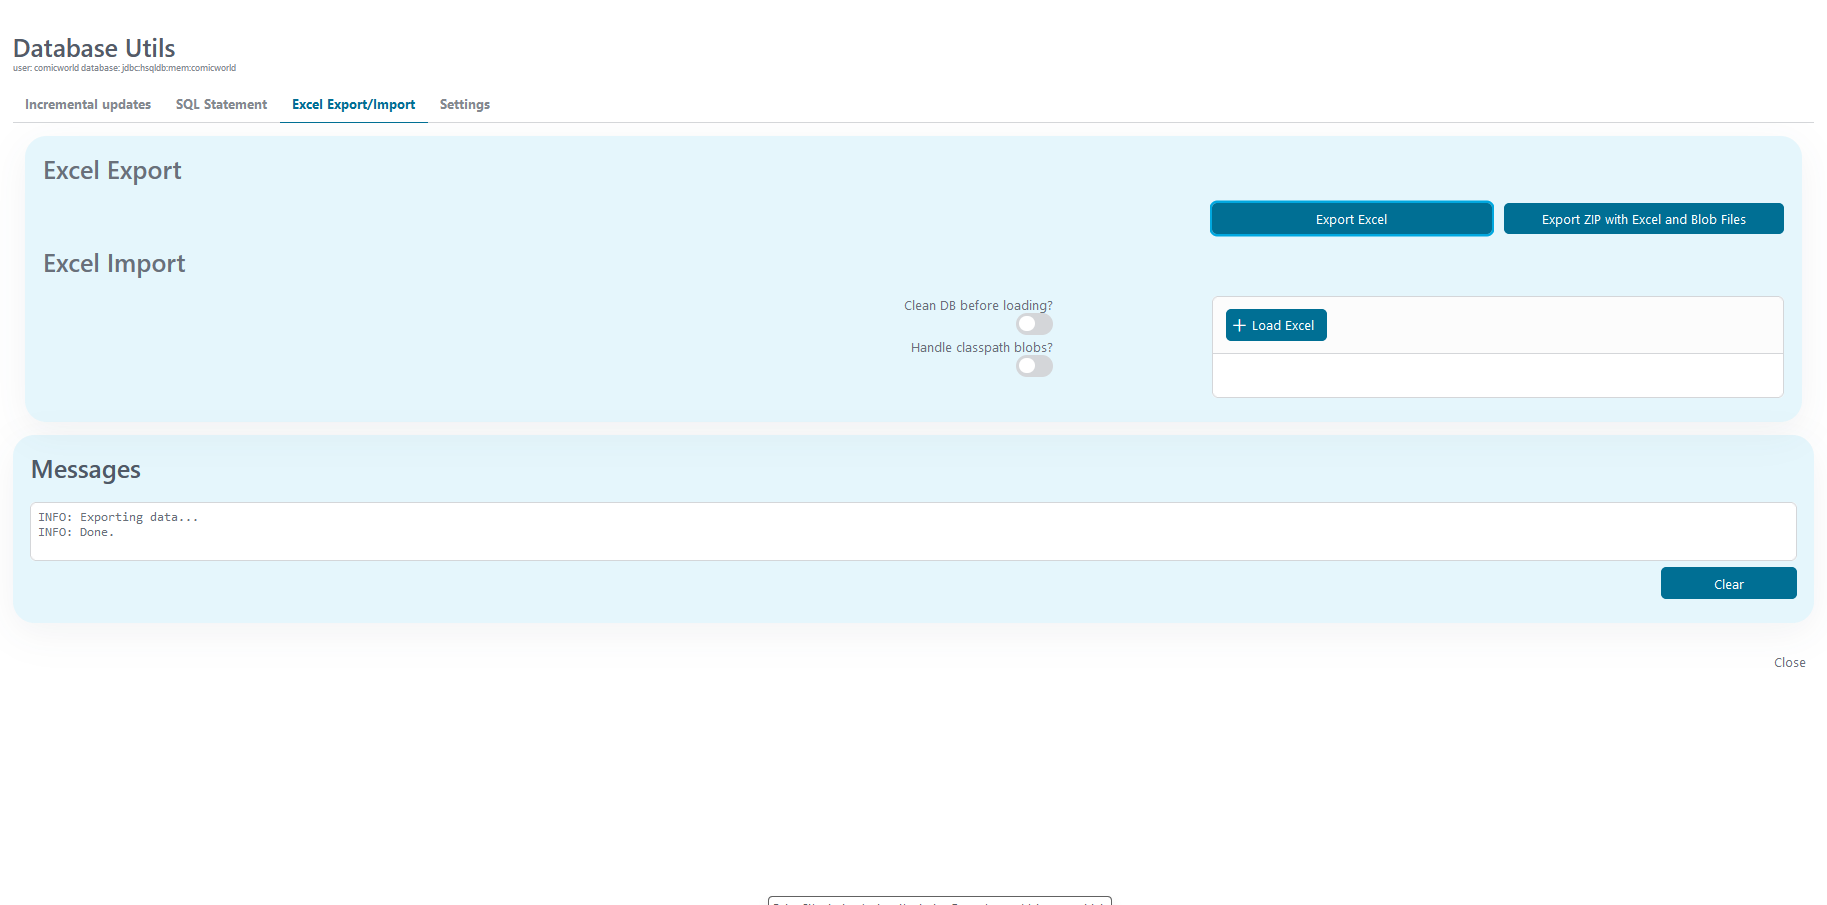 Database Utils
user: comicworld database: jdbc:hsqldb:mem:comicworld
Incremental updates SQL Statement Excel Export/Import Settings
Excel Export
Export Excel Export ZIP with Excel and Blob Files
Excel Import
Clean DB before loading?
Load Excel
Handle classpath blobs?
Messages
INFO: Exporting data...
INFO: Done.
Clear
Close